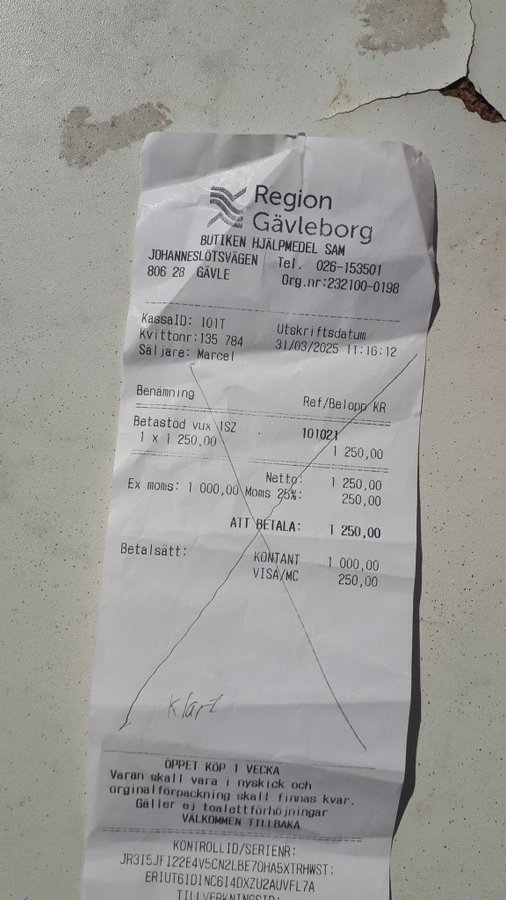 Region
Gävleborg
BUTIKEN HJÄLPMEDEL SAM
JOHANNESLÖTSVÄGEN Tel. 026-153501
806 28 GÄVLE Org.nr:232100-0198
KassaID: 101T Utskriftsdatum
Kvittonr:135 784 31/03/2025 11:16:12
Säljare: Marcel
Benämning Ref/Belopp KR
Betastöd vux 1SZ 101021
1 x 1 250,00 1 250,00
Netto: 1 250,00
Ex moms: 1 000,00 Moms 25%: 250,00
ATT BETALA: 1 250,00
Betalsätt: KONTANT 1 000,00
VISA/MC 250,00
Klart
ÖPPET KÖP 1 VECKA
Varan skall vara i nyskick och
orginalförpackning skall finnas kvar.
Gäller ej toalettförhöjningar
VÄLKOMMEN TILLBAKA
KONTROLLID/SERIENR:
JR3I5JFI22E4V5CN2LBE7OHA5XTRHWST;
ERIUT6IDINC6I4DXZU2AUVFL7A
TILLVERKNINGSID: